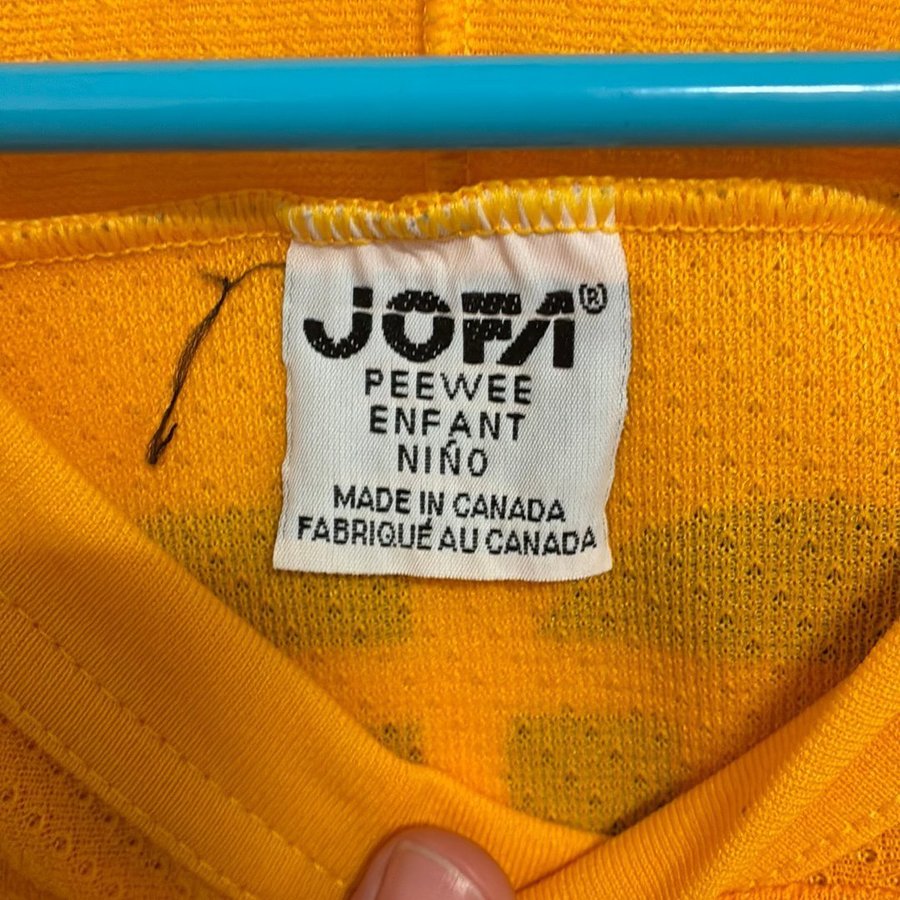 JOFA®
PEEWEE
ENFANT
NIÑO
MADE IN CANADA
FABRIQUÉ AU CANADA